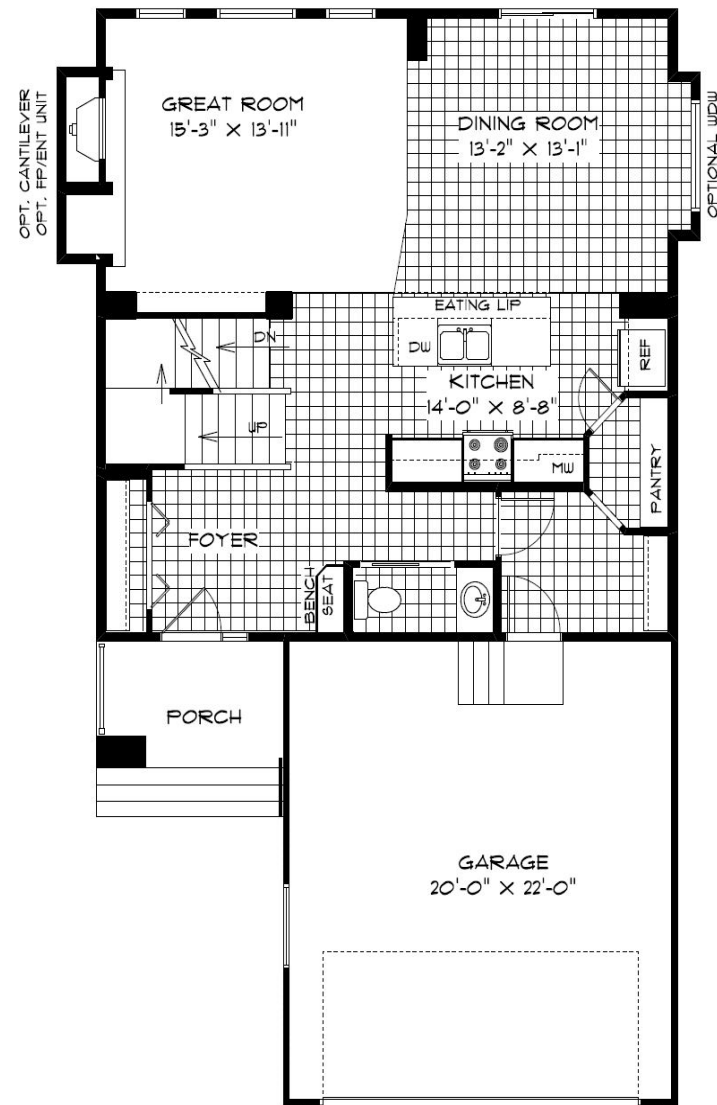 OPT. CANTILEVER
OPT. FP/ENT UNIT
GREAT ROOM
15'-3" X 13'-11"
DINING ROOM
13'-2" X 13'-1"
OPTIONAL WDW
EATING LIP
DN
DW
REF
KITCHEN
14'-0" X 8'-8"
UP
MW
PANTRY
FOYER
BENCH
SEAT
PORCH
GARAGE
20'-0" X 22'-0"